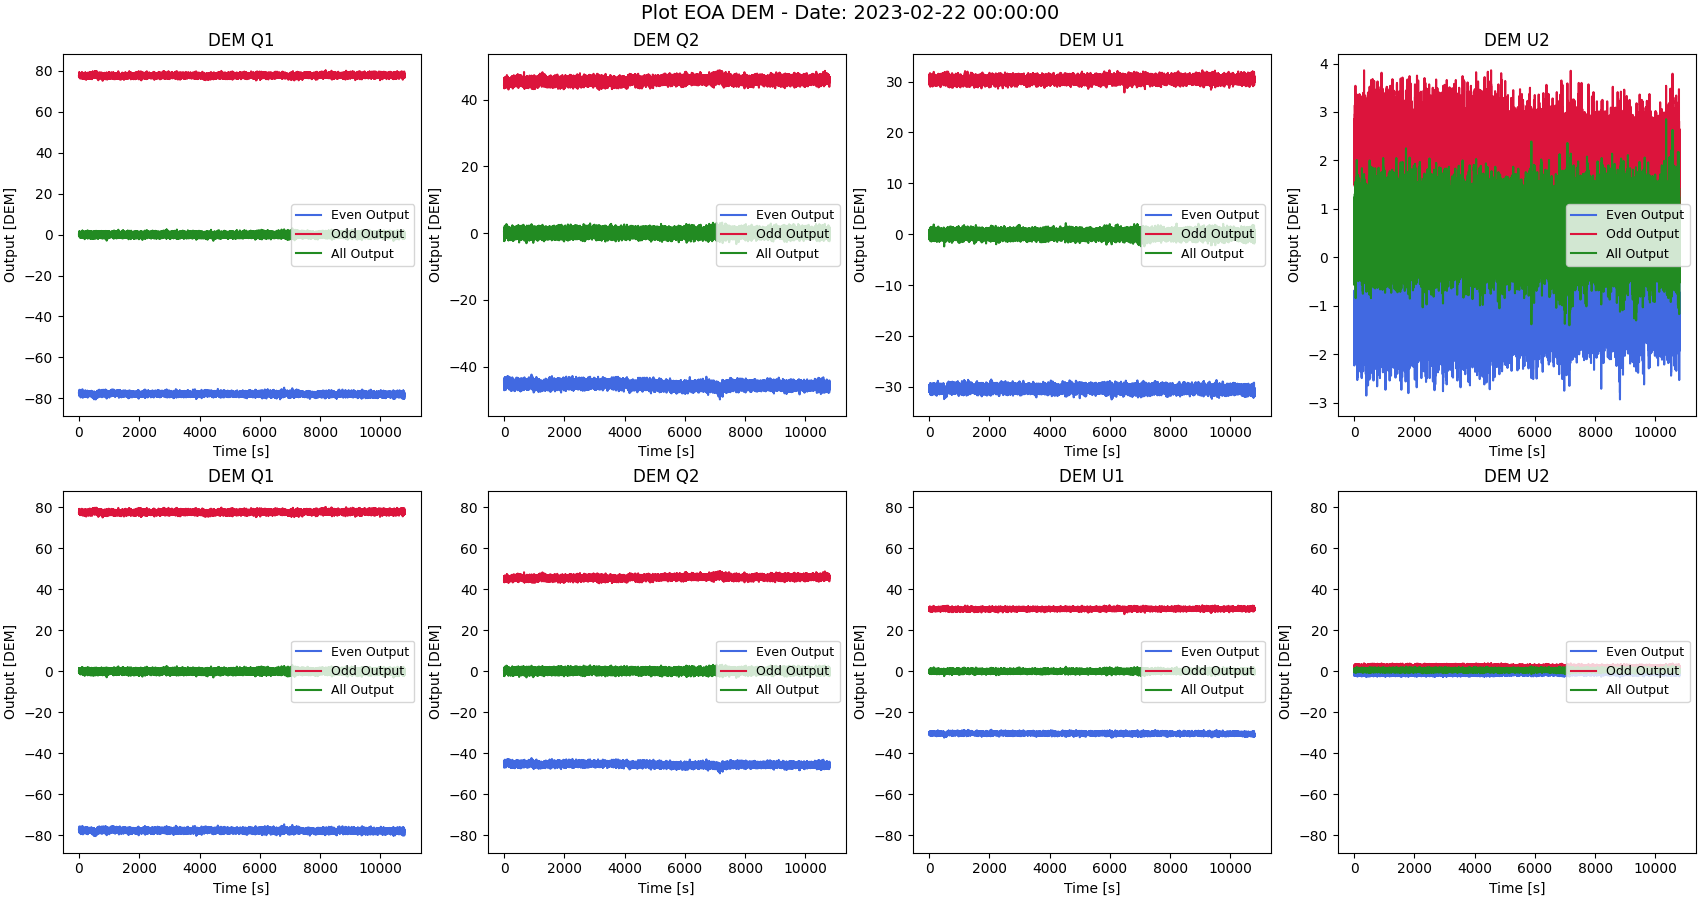 Plot EOA DEM - Date: 2023-02-22 00:00:00
DEM Q1
DEM Q2
DEM U1
DEM U2
80
60
40
20
0
−20
−40
−60
−80
Output [DEM]
Even Output
Odd Output
All Output
0 2000 4000 6000 8000 10000
Time [s]
40
20
0
−20
−40
Output [DEM]
Even Output
Odd Output
All Output
0 2000 4000 6000 8000 10000
Time [s]
30
20
10
0
−10
−20
−30
Output [DEM]
Even Output
Odd Output
All Output
0 2000 4000 6000 8000 10000
Time [s]
4
3
2
1
0
−1
−2
−3
Output [DEM]
Even Output
Odd Output
All Output
0 2000 4000 6000 8000 10000
Time [s]
DEM Q1
DEM Q2
DEM U1
DEM U2
80
60
40
20
0
−20
−40
−60
−80
Output [DEM]
Even Output
Odd Output
All Output
0 2000 4000 6000 8000 10000
Time [s]
80
60
40
20
0
−20
−40
−60
−80
Output [DEM]
Even Output
Odd Output
All Output
0 2000 4000 6000 8000 10000
Time [s]
80
60
40
20
0
−20
−40
−60
−80
Output [DEM]
Even Output
Odd Output
All Output
0 2000 4000 6000 8000 10000
Time [s]
80
60
40
20
0
−20
−40
−60
−80
Output [DEM]
Even Output
Odd Output
All Output
0 2000 4000 6000 8000 10000
Time [s]